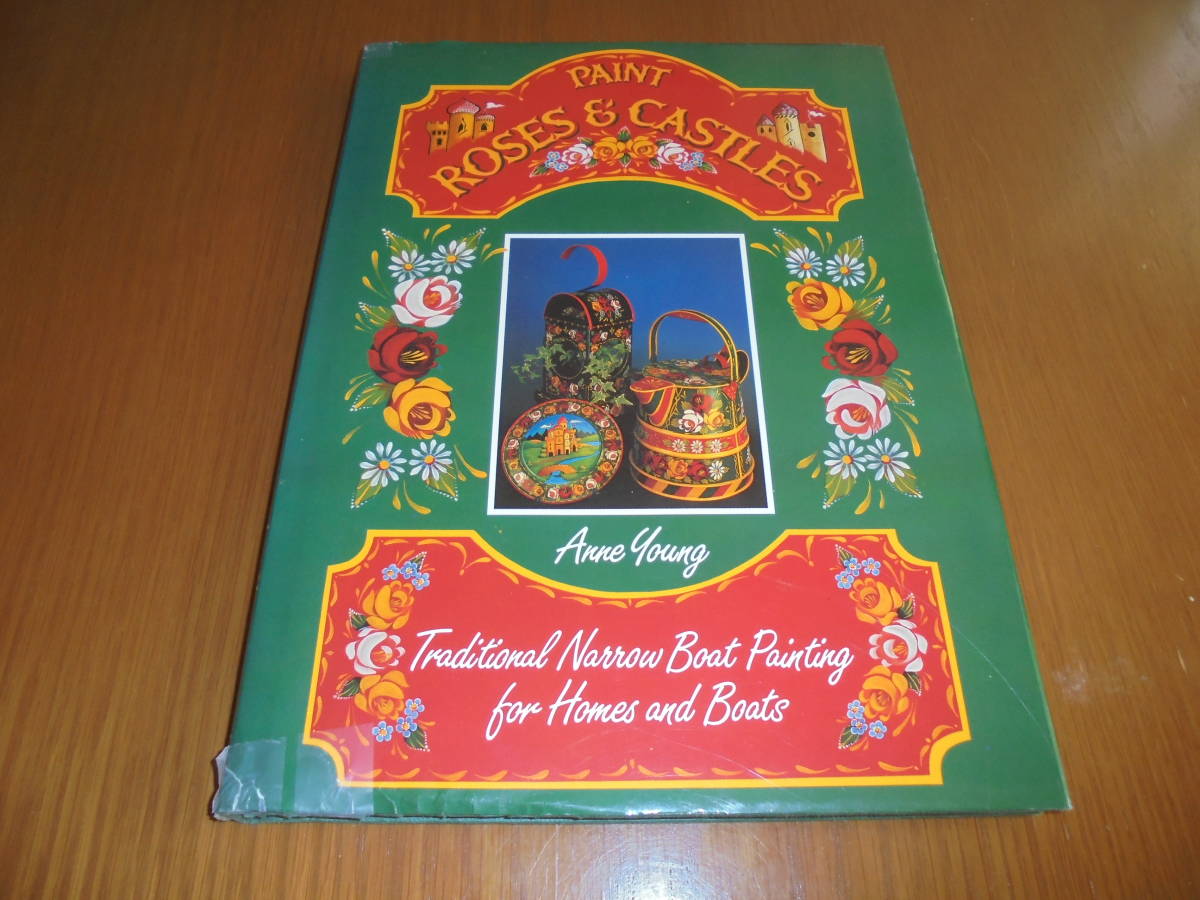 PAINT
ROSES & CASTLES
Anne Young
Traditional Narrow Boat Painting
for Homes and Boats